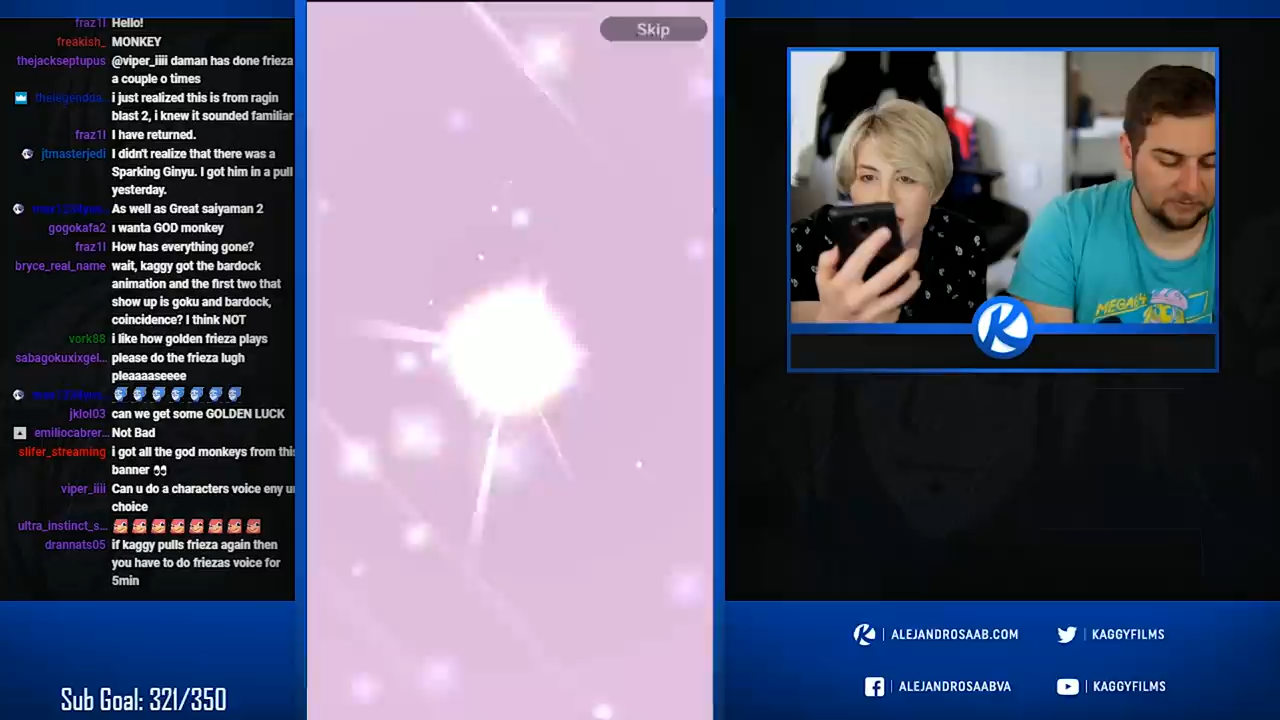 fraz1l Hello!
freakish_ MONKEY
thejackseptupus @viper_iiii daman has done frieza
a couple o times
thelegendda... i just realized this is from ragin
blast 2, i knew it sounded familiar
fraz1l I have returned.
jtmasterjedi I didn't realize that there was a
Sparking Ginyu. I got him in a pull
yesterday.
As well as Great saiyaman 2
gogokafa2 ı wanta GOD monkey
fraz1l How has everything gone?
bryce_real_name wait, kaggy got the bardock
animation and the first two that
show up is goku and bardock,
coincidence? I think NOT
vork88 i like how golden frieza plays
sabagokuxixgel... please do the frieza lugh
pleaaaaseeee
jklol03 can we get some GOLDEN LUCK
emiliocabrer... Not Bad
slifer_streaming i got all the god monkeys from this
banner
viper_iiii Can u do a characters voice eny ur
choice
ultra_instinct_s...
drannats05 if kaggy pulls frieza again then
you have to do friezas voice for
5min
Sub Goal: 321/350
Skip
MEGA64
K
K | ALEJANDROSAAB.COM
| KAGGYFILMS
| ALEJANDROSAABVA
| KAGGYFILMS